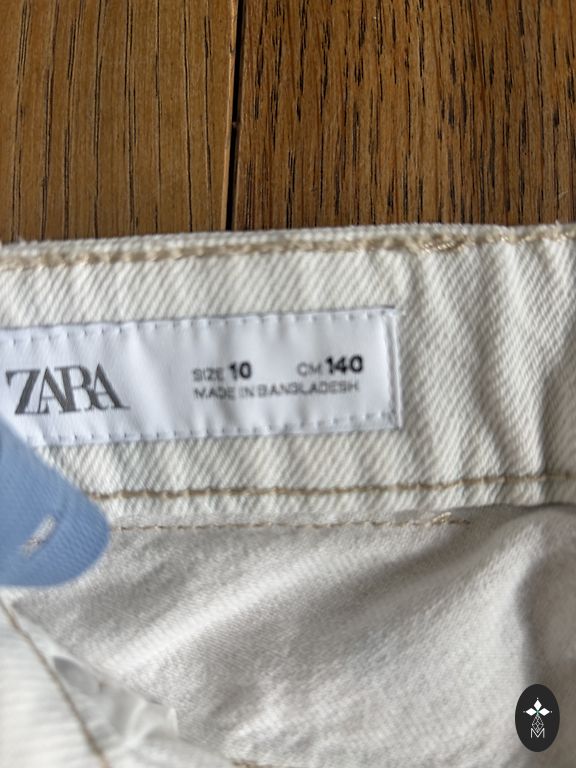 ZARA
SIZE 10 CM 140
MADE IN BANGLADESH
M